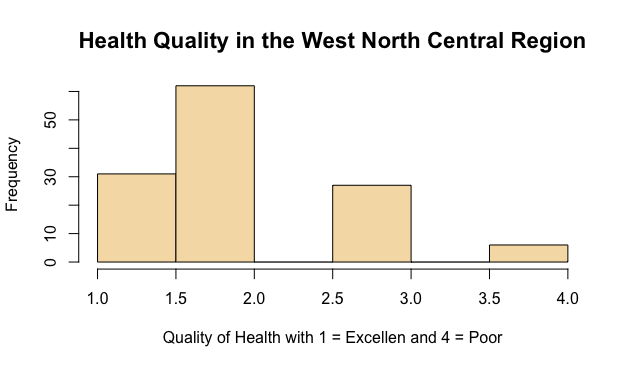 Health Quality in the West North Central Region
50
30
10
0
Frequency
1.0 1.5 2.0 2.5 3.0 3.5 4.0
Quality of Health with 1 = Excellen and 4 = Poor